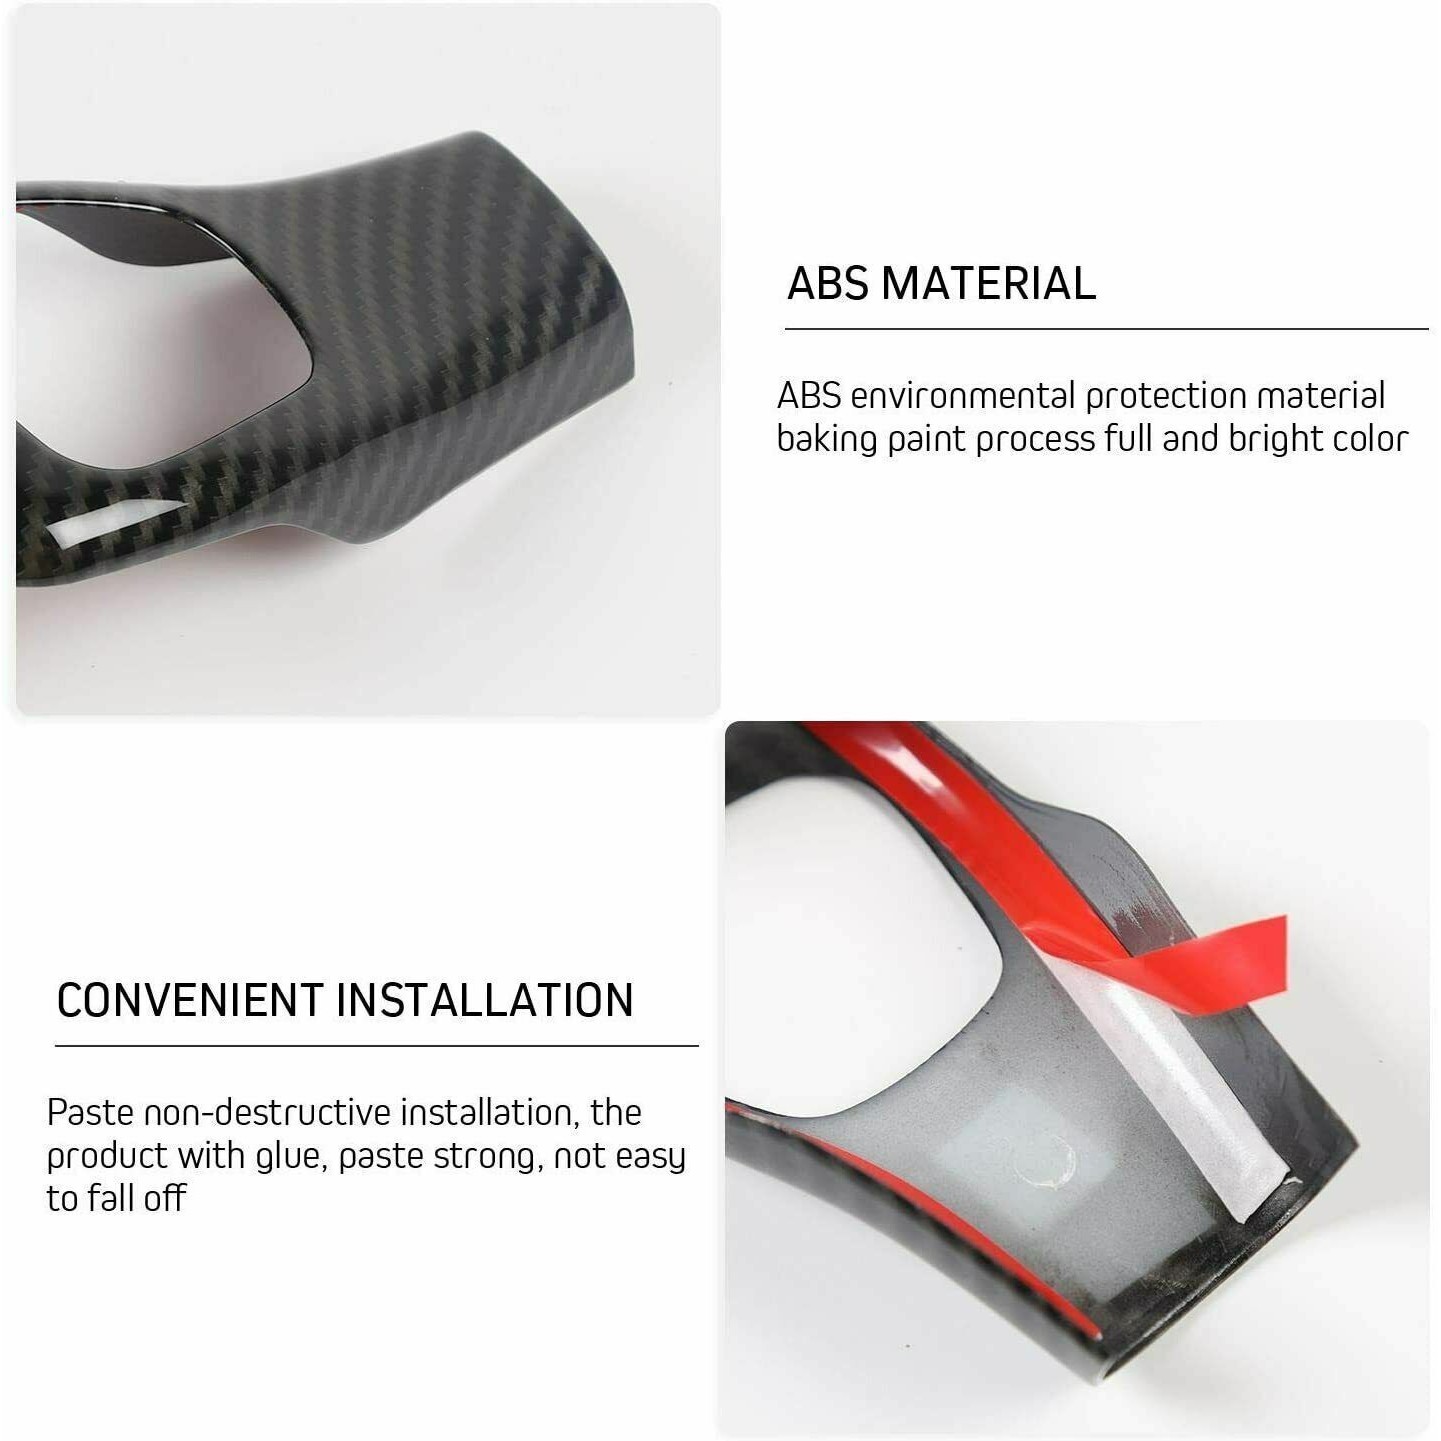 ABS MATERIAL
ABS environmental protection material
baking paint process full and bright color
CONVENIENT INSTALLATION
Paste non-destructive installation, the
product with glue, paste strong, not easy
to fall off